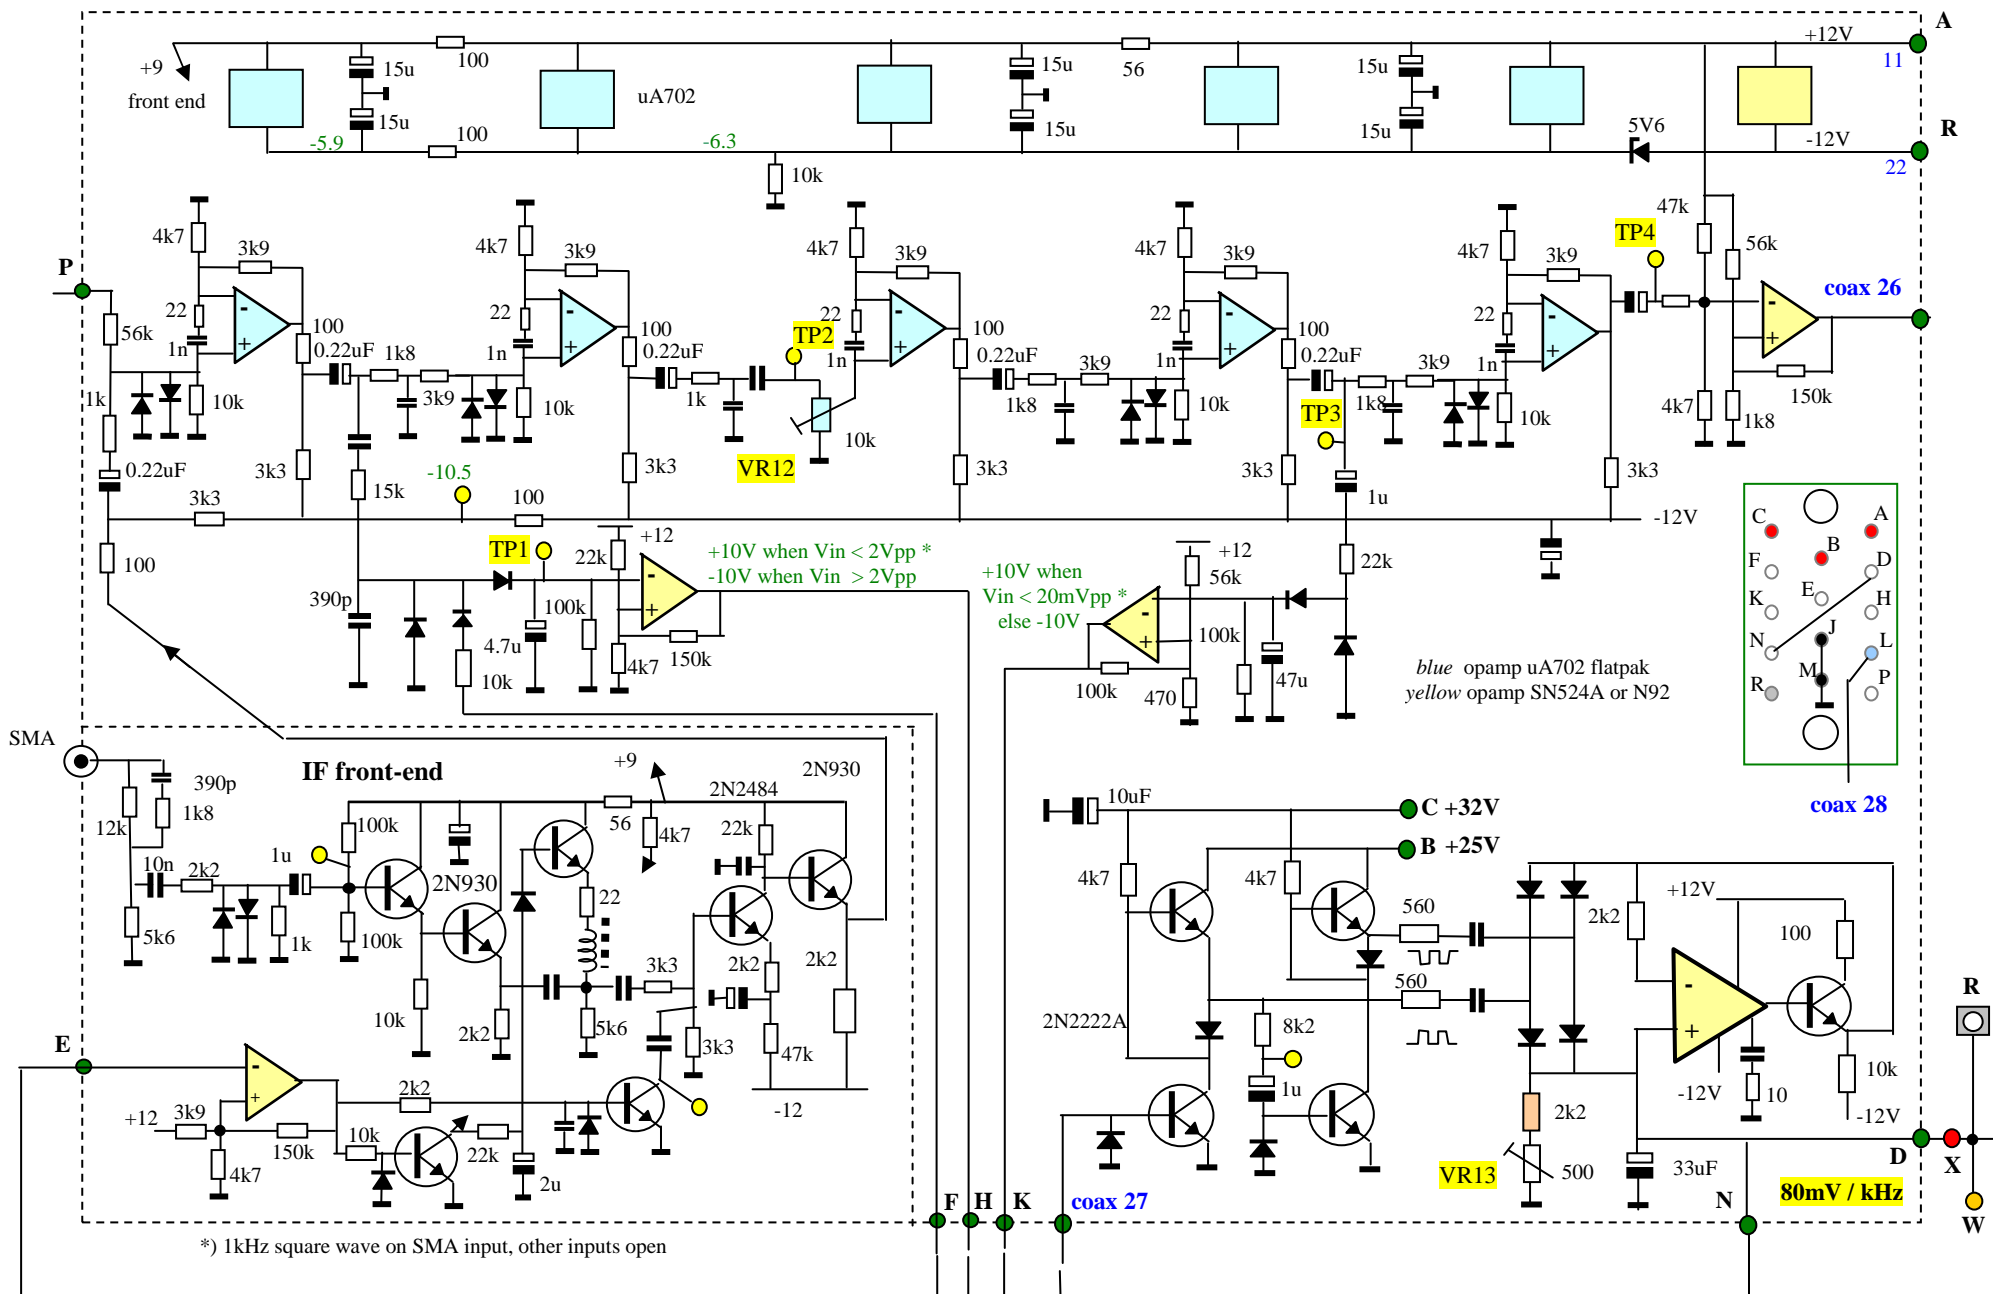 A
+12V
11
+9
front end
15u
15u
100
100
uA702
15u
15u
56
15u
15u
5V6
-12V
R
22
-5.9
-6.3
10k
P
4k7
3k9
22
1n
56k
1k
10k
0.22uF
100
0.22uF
1k8
3k9
3k3
4k7
3k9
22
1n
10k
100
0.22uF
1k
3k3
TP2
VR12
10k
4k7
3k9
22
1n
100
0.22uF
1k8
3k9
3k3
4k7
3k9
22
1n
10k
100
0.22uF
1k8
3k9
TP3
3k3
1u
4k7
3k9
22
1n
10k
3k3
TP4
47k
56k
4k7
1k8
150k
coax 26
3k3
15k
-10.5
100
-12V
100
TP1
390p
4.7u
10k
100k
+12
22k
4k7
150k
+10V when Vin < 2Vpp *
-10V when Vin > 2Vpp
+10V when
Vin < 20mVpp *
else -10V
+12
56k
100k
100k
470
47u
22k
blue opamp uA702 flatpak
yellow opamp SN524A or N92
C
A
B
F
D
E
K
H
J
N
L
M
R
P
coax 28
SMA
IF front-end
390p
1k8
12k
10n
2k2
5k6
1k
1u
100k
100k
2N930
10k
2k2
+9
56
4k7
22
5k6
3k3
3k3
2N2484
22k
2k2
47k
2N930
2k2
-12
E
+12
3k9
4k7
150k
2k2
10k
22k
2u
F
H
K
coax 27
*) 1kHz square wave on SMA input, other inputs open
10uF
C +32V
B +25V
4k7
4k7
560
560
2N2222A
8k2
1u
2k2
+12V
100
-12V
10
10k
-12V
2k2
500
VR13
33uF
80mV / kHz
N
D
X
R
W